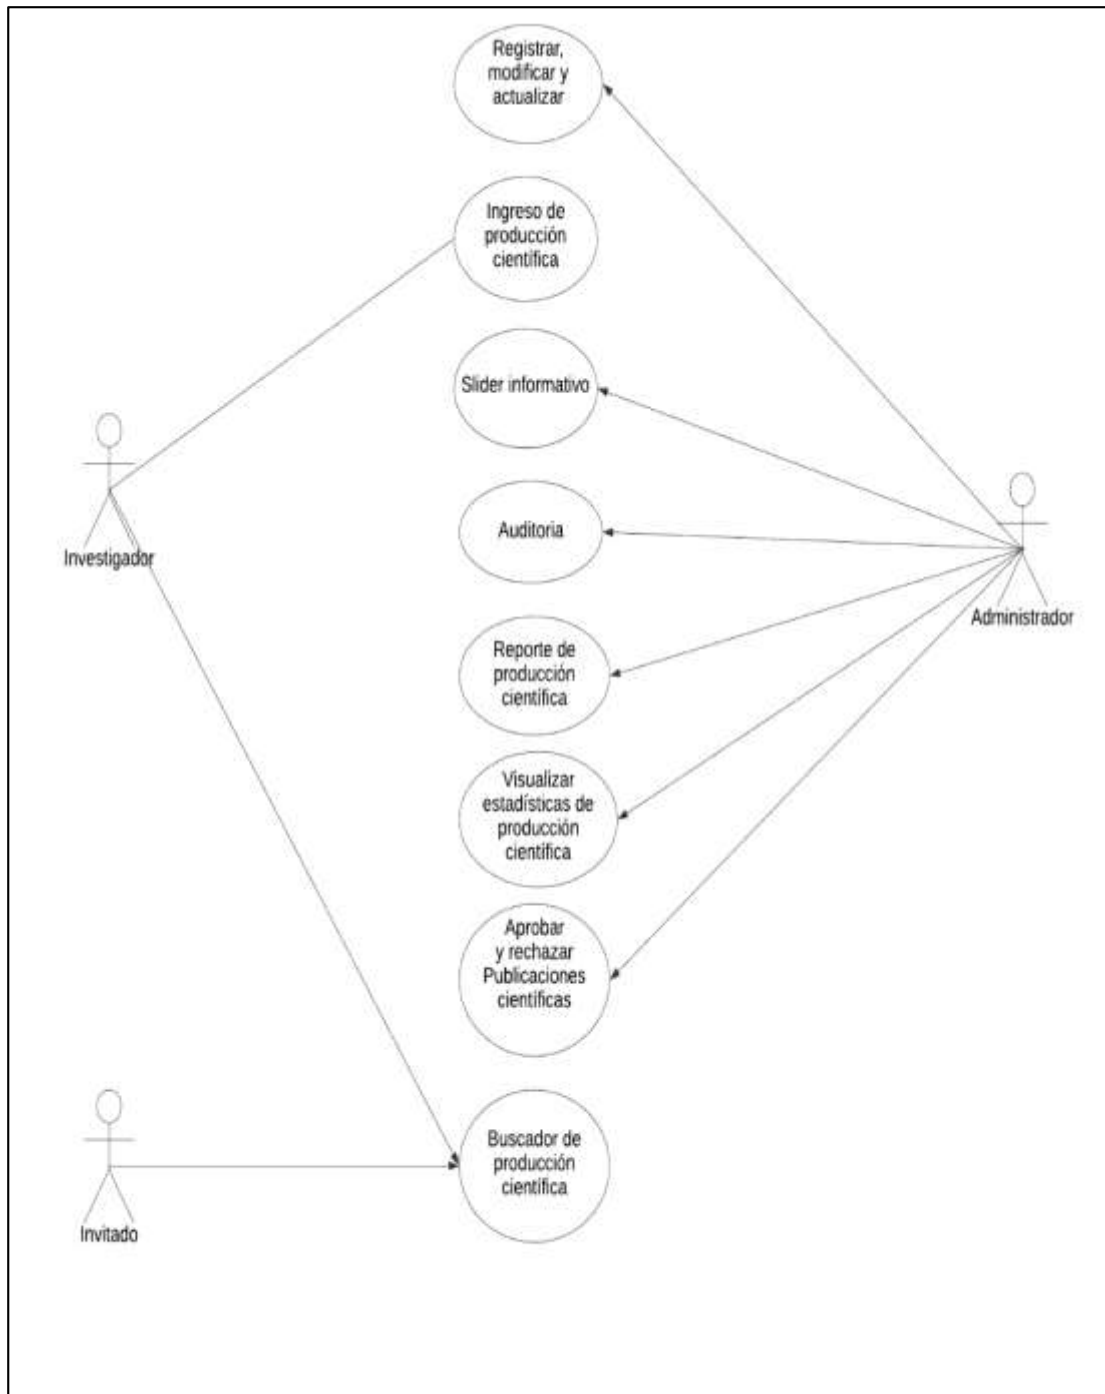 Registrar,
modificar y
actualizar
Ingreso de
producción
científica
Slider informativo
Auditoria
Investigador
Administrador
Reporte de
producción
científica
Visualizar
estadísticas de
producción
científica
Aprobar
y rechazar
Publicaciones
científicas
Buscador de
producción
científica
Invitado